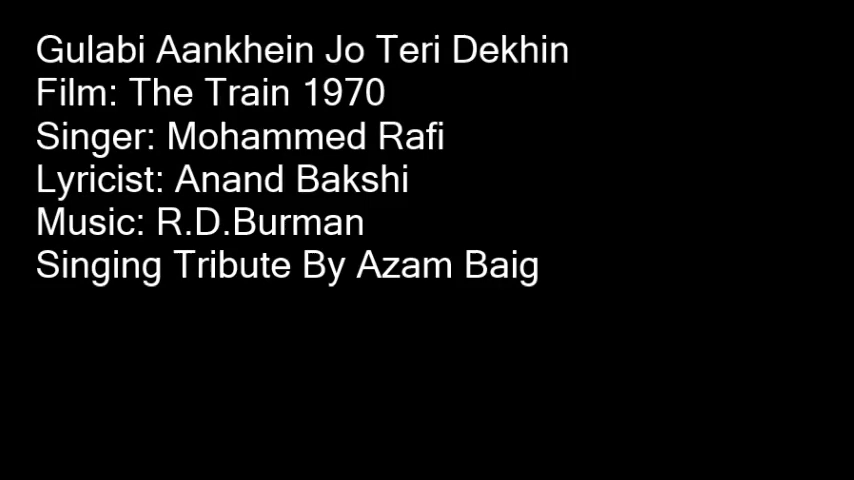 Gulabi Aankhein Jo Teri Dekhin
Film: The Train 1970
Singer: Mohammed Rafi
Lyricist: Anand Bakshi
Music: R.D.Burman
Singing Tribute By Azam Baig